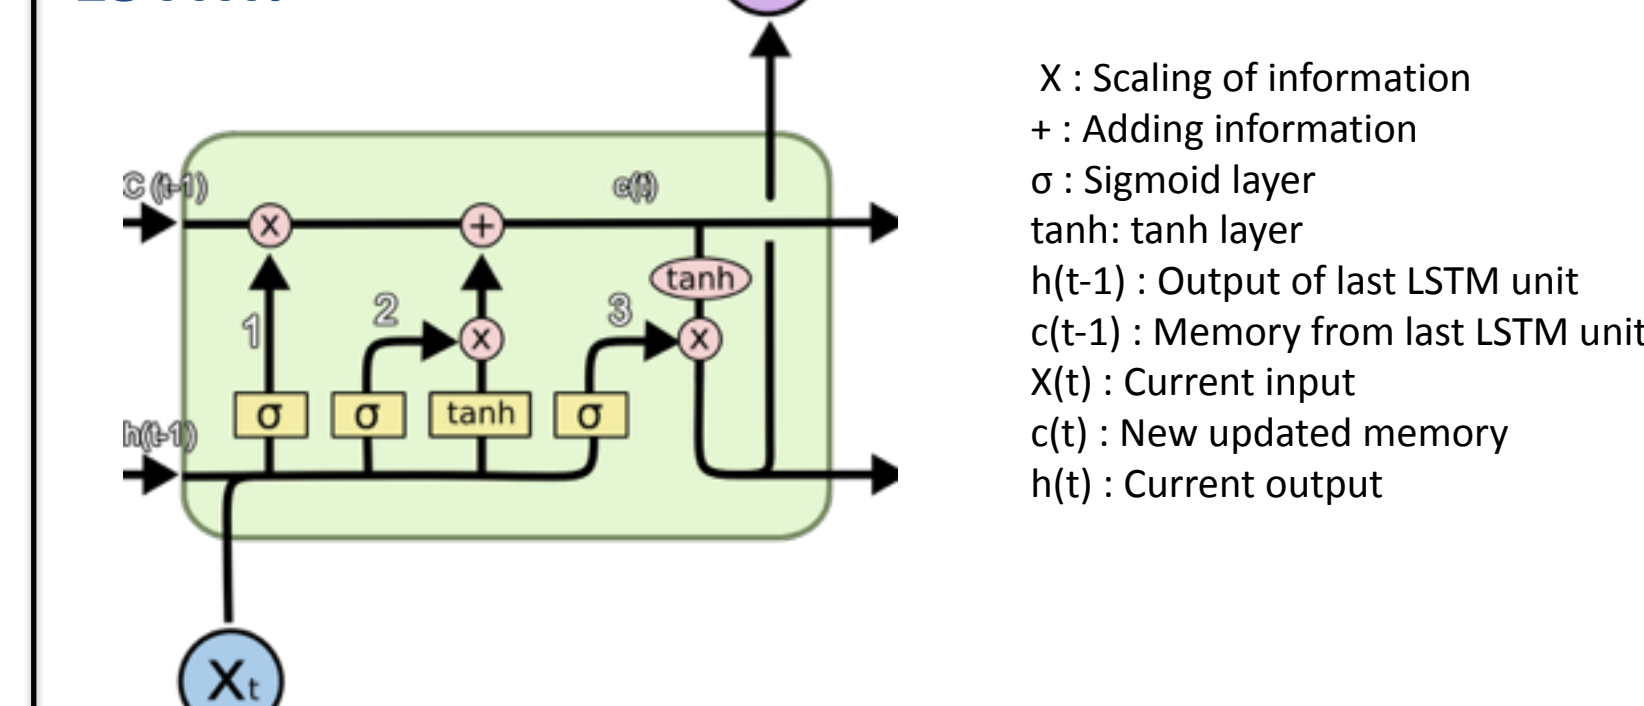 X : Scaling of information
+ : Adding information
σ : Sigmoid layer
tanh: tanh layer
h(t-1) : Output of last LSTM unit
c(t-1) : Memory from last LSTM unit
X(t) : Current input
c(t) : New updated memory
h(t) : Current output
C (t-1)
c(t)
X
+
tanh
1
2
3
X
X
σ
σ
tanh
σ
h(t-1)
Xt